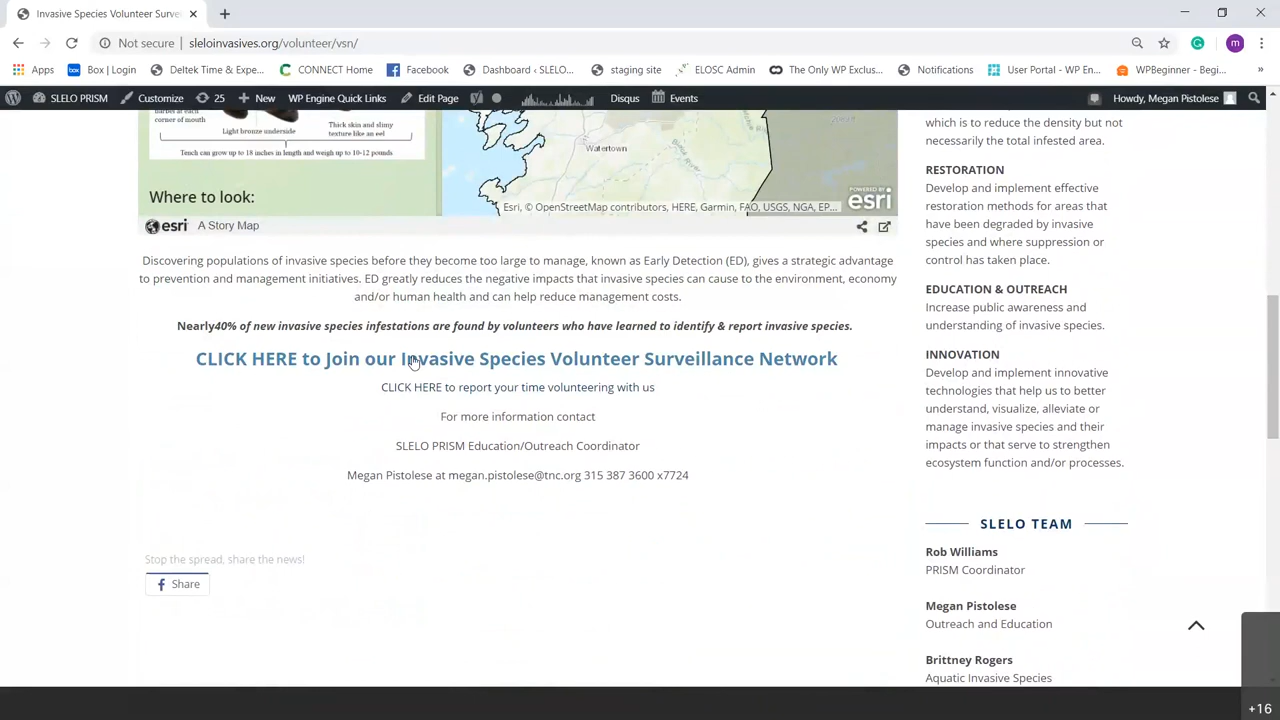 Invasive Species Volunteer Surve
Not secure | sleloinvasives.org/volunteer/vsn/
Apps
box Box | Login
Deltek Time & Expe...
CONNECT Home
Facebook
Dashboard ‹ SLELO...
staging site
ELOSC Admin
The Only WP Exclus...
Notifications
User Portal - WP En...
WPBeginner - Begi...
SLELO PRISM
Customize
25
New
WP Engine Quick Links
Edit Page
Disqus
Events
Howdy, Megan Pistolese
corner of mouth
Light bronze underside
Thick skin and slimy
texture like an eel
Tench can grow up to 18 inches in length and weigh up to 10-12 pounds
Where to look:
Watertown
Esri, © OpenStreetMap contributors, HERE, Garmin, FAO, USGS, NGA, EP...
POWERED BY
esri
esri A Story Map
Discovering populations of invasive species before they become too large to manage, known as Early Detection (ED), gives a strategic advantage
to prevention and management initiatives. ED greatly reduces the negative impacts that invasive species can cause to the environment, economy
and/or human health and can help reduce management costs.
Nearly40% of new invasive species infestations are found by volunteers who have learned to identify & report invasive species.
CLICK HERE to Join our Invasive Species Volunteer Surveillance Network
CLICK HERE to report your time volunteering with us
For more information contact
SLELO PRISM Education/Outreach Coordinator
Megan Pistolese at megan.pistolese@tnc.org 315 387 3600 x7724
Stop the spread, share the news!
Share
which is to reduce the density but not
necessarily the total infested area.
RESTORATION
Develop and implement effective
restoration methods for areas that
have been degraded by invasive
species and where suppression or
control has taken place.
EDUCATION & OUTREACH
Increase public awareness and
understanding of invasive species.
INNOVATION
Develop and implement innovative
technologies that help us to better
understand, visualize, alleviate or
manage invasive species and their
impacts or that serve to strengthen
ecosystem function and/or processes.
SLELO TEAM
Rob Williams
PRISM Coordinator
Megan Pistolese
Outreach and Education
Brittney Rogers
Aquatic Invasive Species
+16